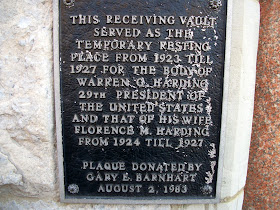 THIS RECEIVING VAULT
SERVED AS THE
TEMPORARY RESTING
PLACE FROM 1923 TILL
1927 FOR THE BODY OF
WARREN G. HARDING
29TH PRESIDENT OF
THE UNITED STATES
AND THAT OF HIS WIFE
FLORENCE M. HARDING
FROM 1924 TILL 1927.
PLAQUE DONATED BY
GARY E. BARNHART
AUGUST 2, 1983